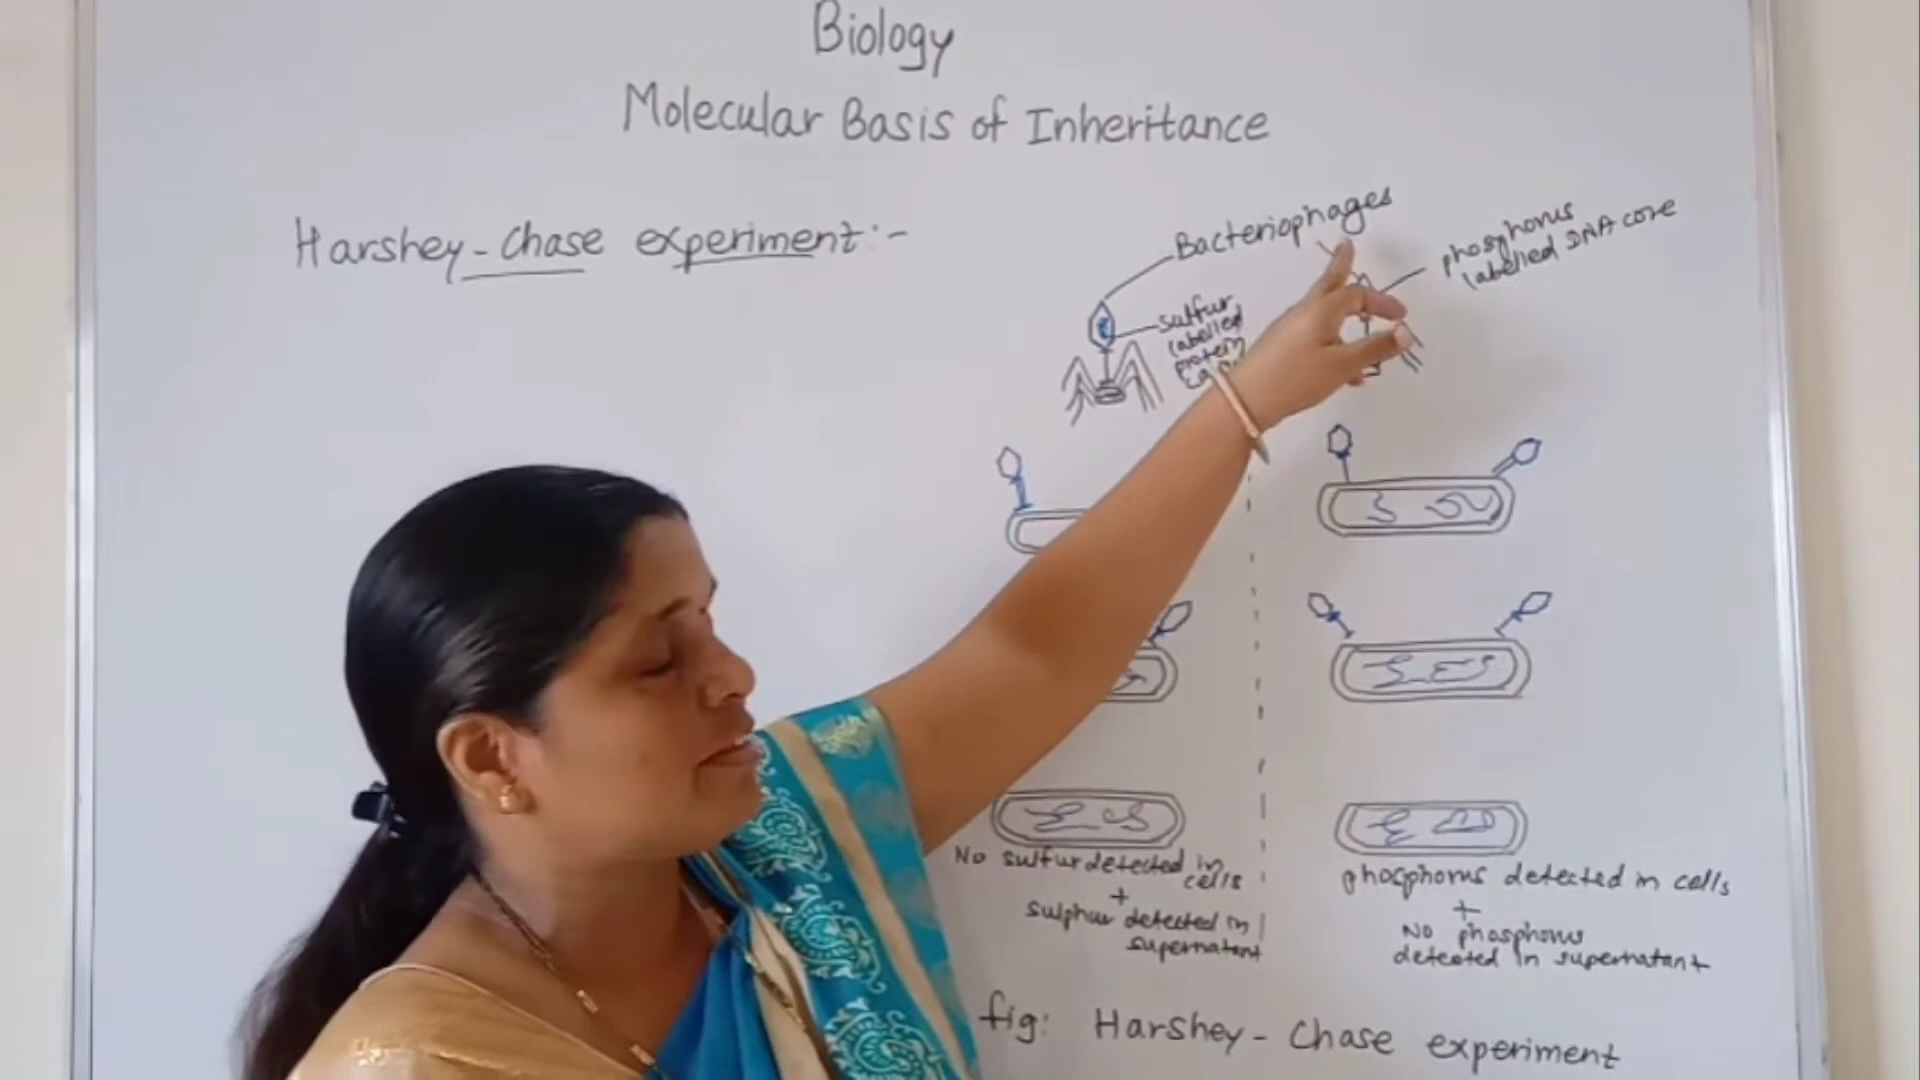 Biology
Molecular Basis of Inheritance
Harshey-Chase experiment:-
Bacteriophages
phosphorus
labelled DNA core
sulfur
labelled
protein
No sulfur detected in
cells
+
sulphur detected in
supernatant
phosphorus detected in cells
+
No phosphorus
detected in supernatant
fig: Harshey-Chase experiment